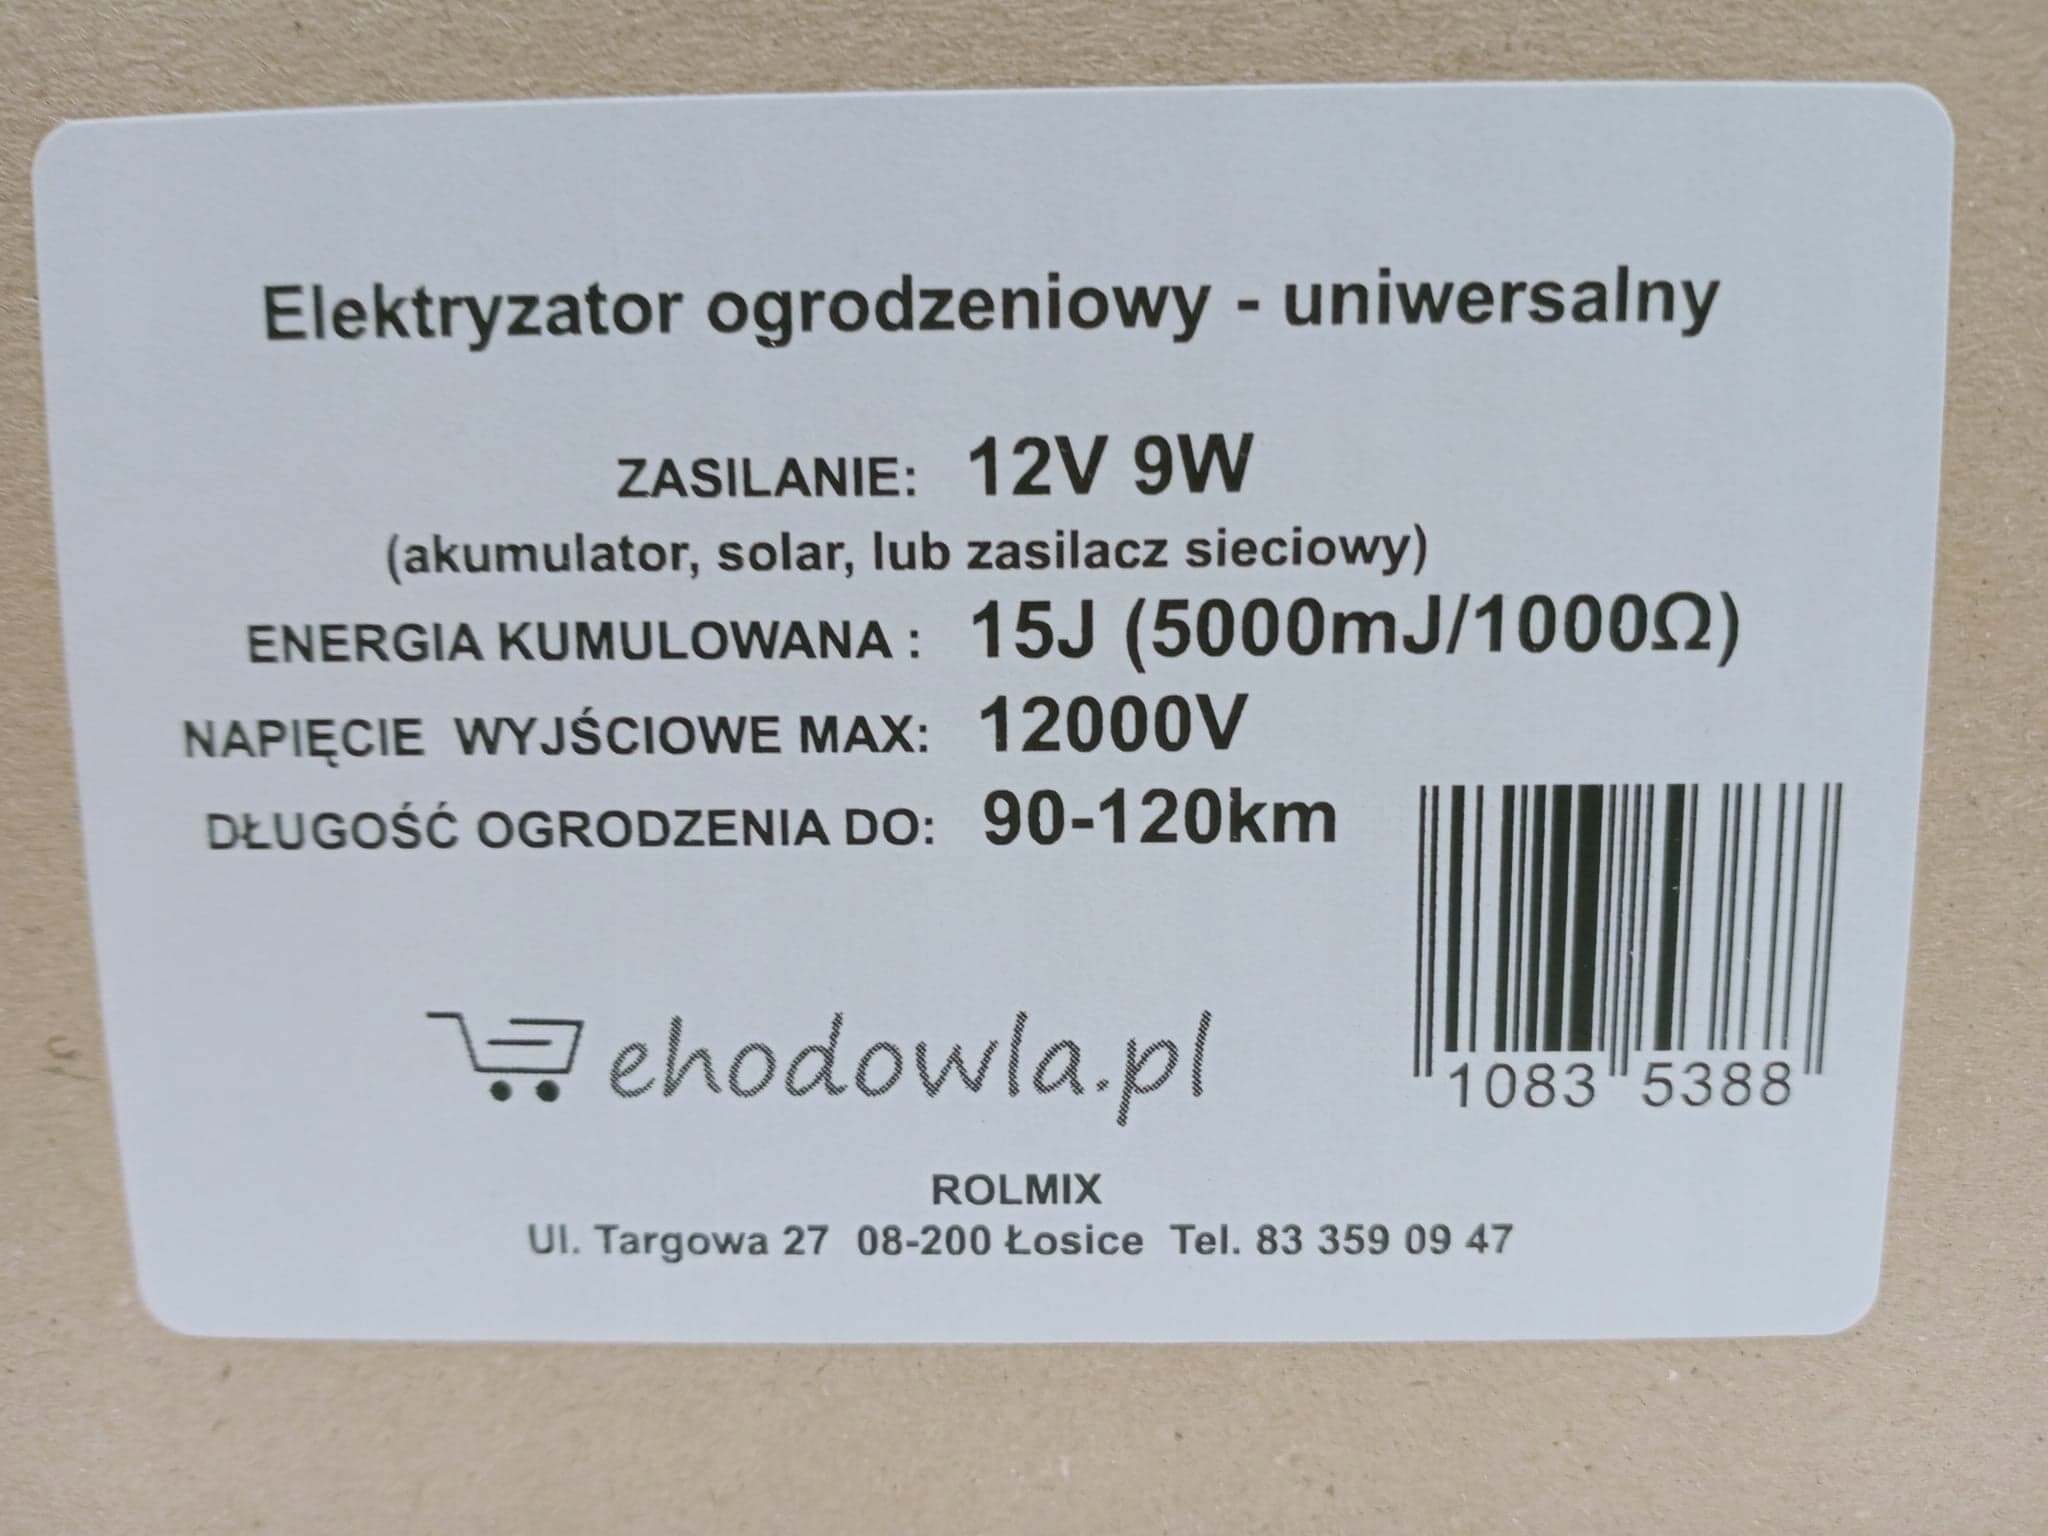 Elektryzator ogrodzeniowy - uniwersalny
ZASILANIE: 12V 9W
(akumulator, solar, lub zasilacz sieciowy)
ENERGIA KUMULOWANA : 15J (5000mJ/1000Ω)
NAPIĘCIE WYJŚCIOWE MAX: 12000V
DŁUGOŚĆ OGRODZENIA DO: 90-120km
ehodowla.pl
1083 5388
ROLMIX
Ul. Targowa 27 08-200 Łosice Tel. 83 359 09 47